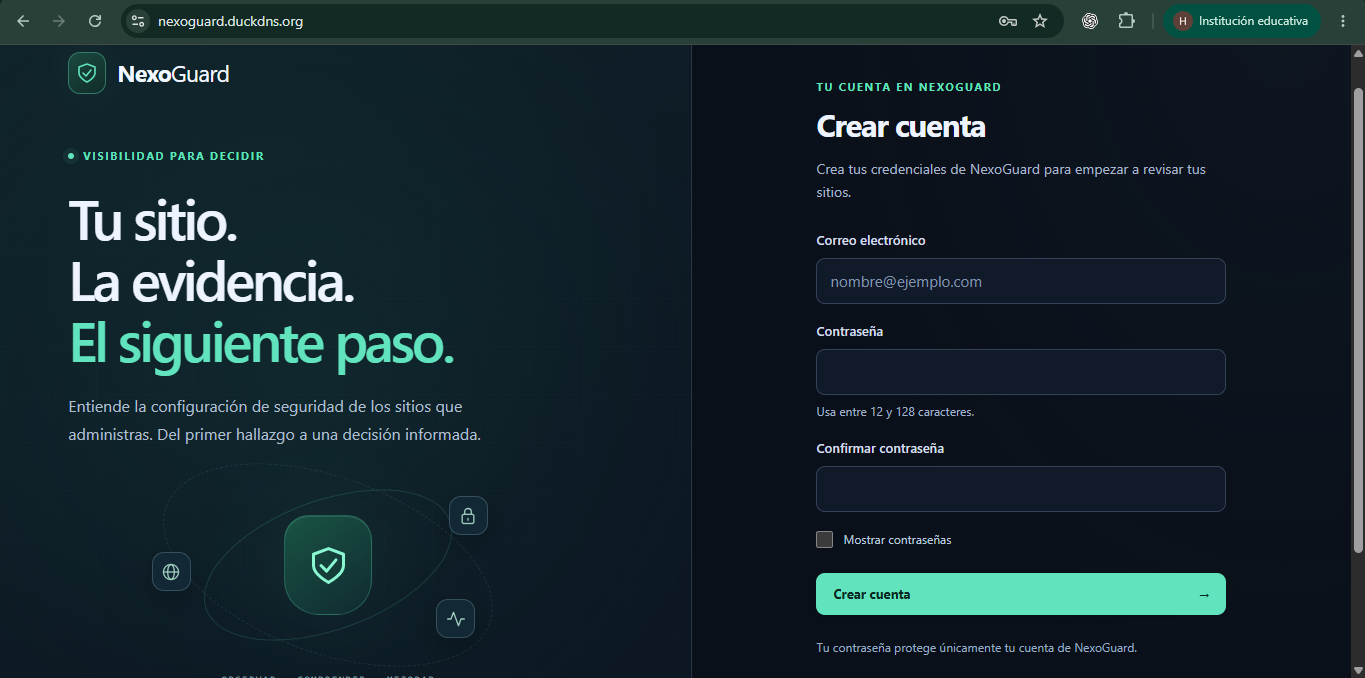 nexoguard.duckdns.org
H Institución educativa
NexoGuard
VISIBILIDAD PARA DECIDIR
Tu sitio.
La evidencia.
El siguiente paso.
Entiende la configuración de seguridad de los sitios que
administras. Del primer hallazgo a una decisión informada.
TU CUENTA EN NEXOGUARD
Crear cuenta
Crea tus credenciales de NexoGuard para empezar a revisar tus
sitios.
Correo electrónico
nombre@ejemplo.com
Contraseña
Usa entre 12 y 128 caracteres.
Confirmar contraseña
Mostrar contraseñas
Crear cuenta →
Tu contraseña protege únicamente tu cuenta de NexoGuard.